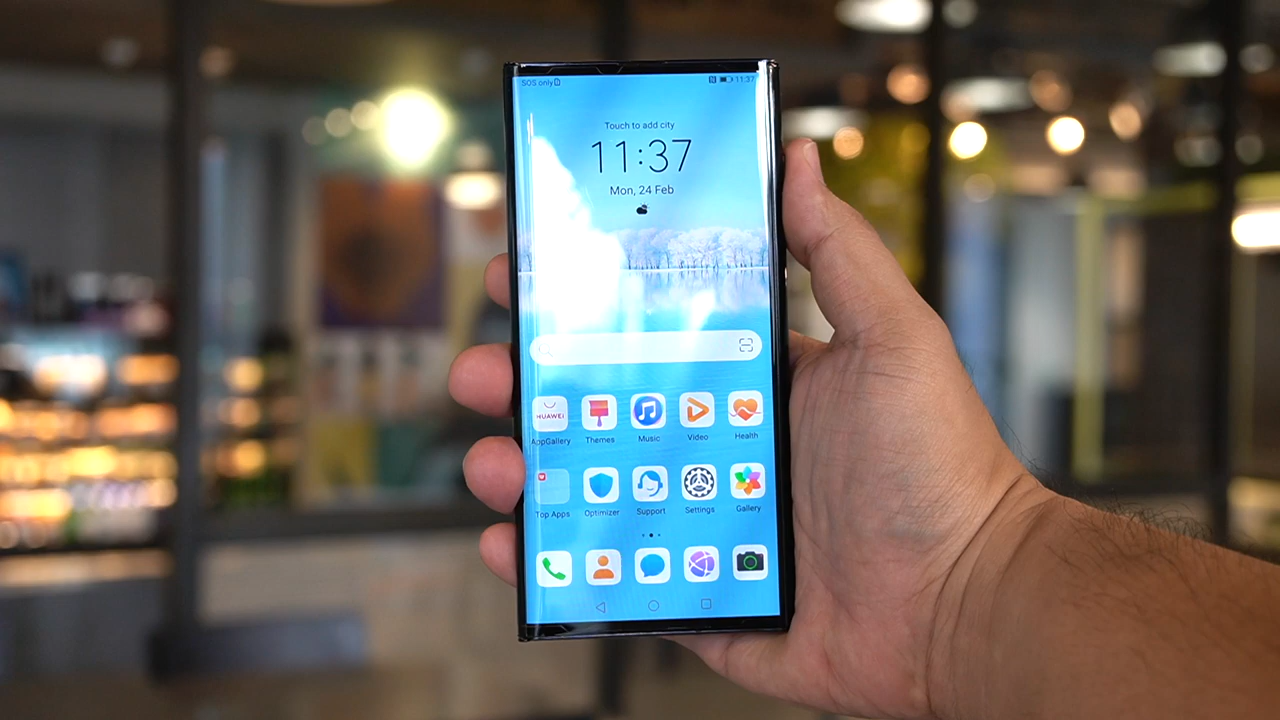 SOS only 11:37
Touch to add city
11:37
Mon, 24 Feb
HUAWEI
AppGallery Themes Music Video Health
Top Apps Optimizer Support Settings Gallery